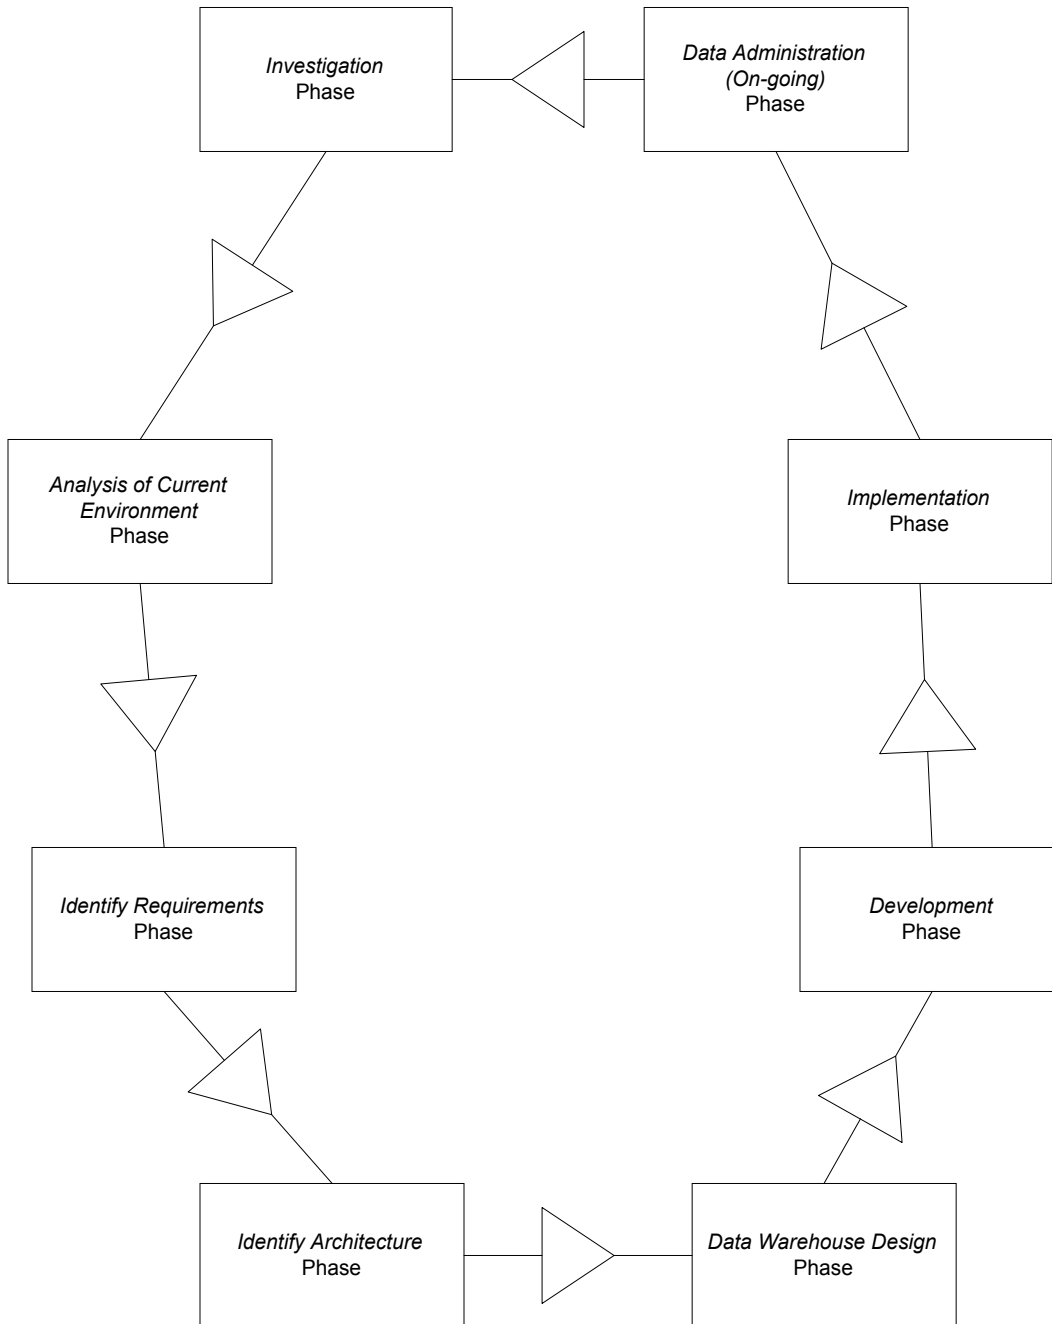 Investigation
Phase
Data Administration
(On-going)
Phase
Analysis of Current
Environment
Phase
Implementation
Phase
Identify Requirements
Phase
Development
Phase
Identify Architecture
Phase
Data Warehouse Design
Phase